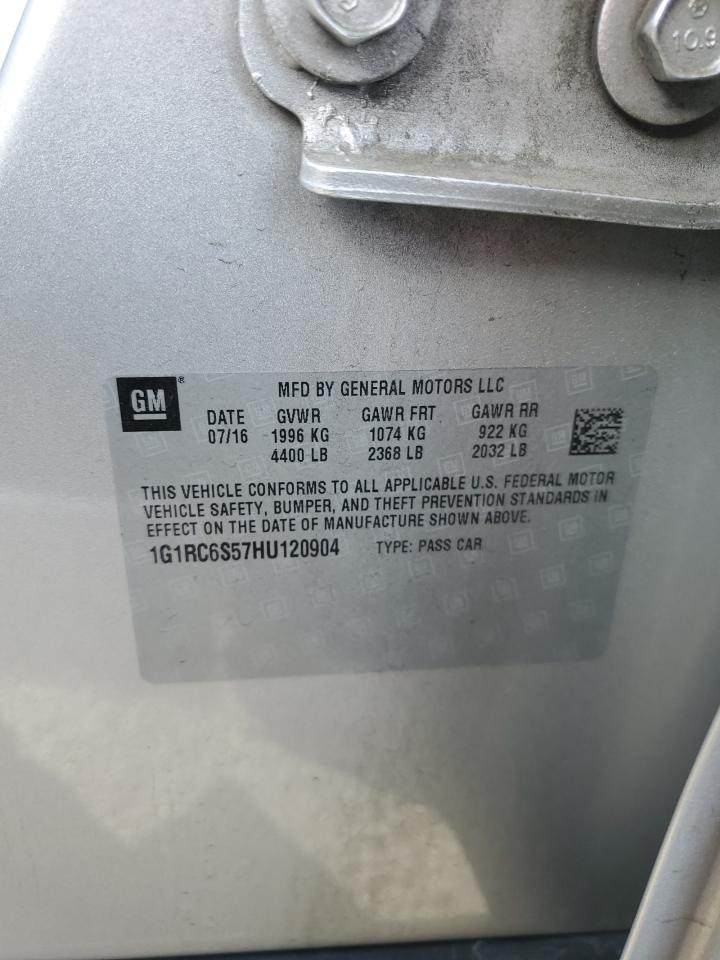 10.9
GM ®
MFD BY GENERAL MOTORS LLC
DATE GVWR GAWR FRT GAWR RR
07/16 1996 KG 1074 KG 922 KG
4400 LB 2368 LB 2032 LB
THIS VEHICLE CONFORMS TO ALL APPLICABLE U.S. FEDERAL MOTOR
VEHICLE SAFETY, BUMPER, AND THEFT PREVENTION STANDARDS IN
EFFECT ON THE DATE OF MANUFACTURE SHOWN ABOVE.
1G1RC6S57HU120904 TYPE: PASS CAR